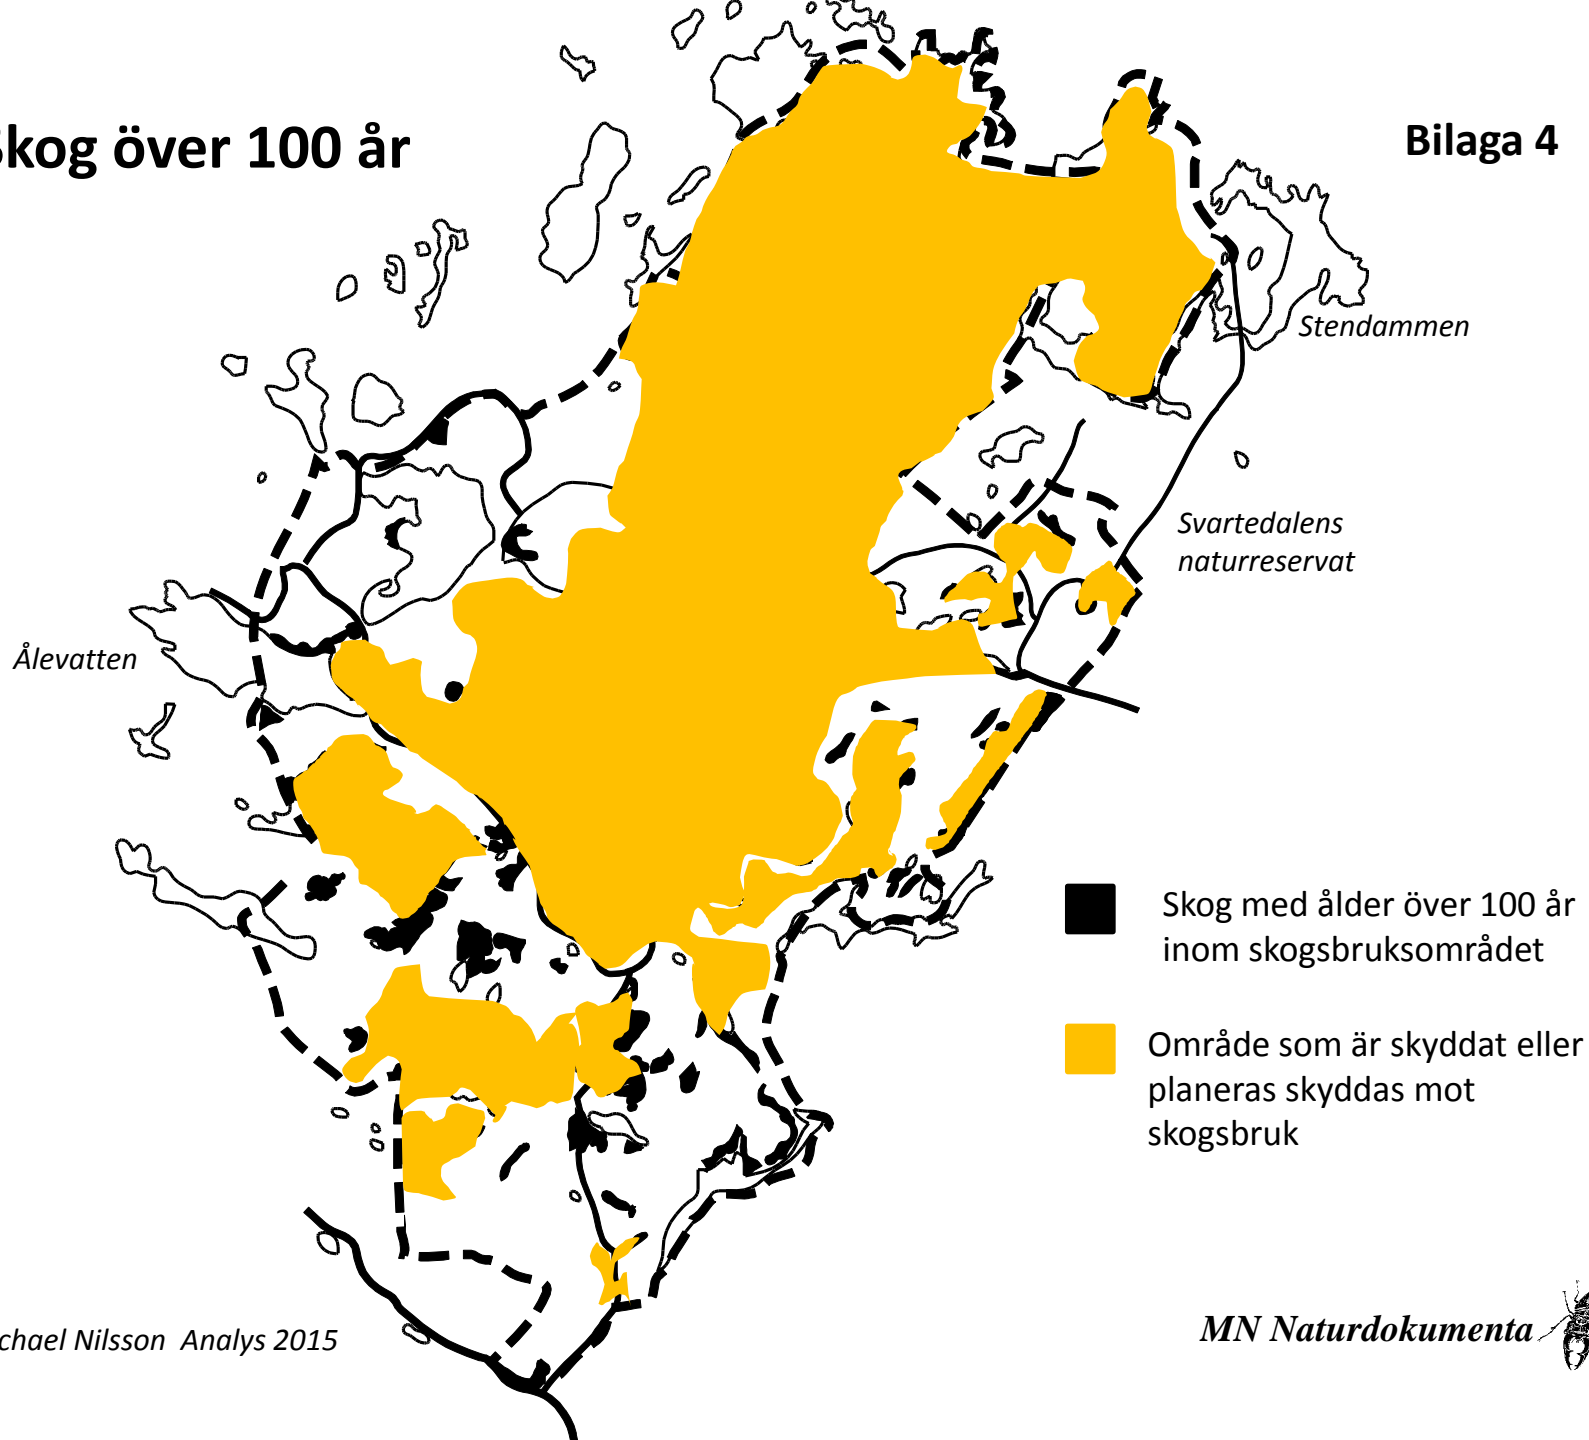 Skog över 100 år
Bilaga 4
Stendammen
Svartedalens
naturreservat
Ålevatten
Skog med ålder över 100 år
inom skogsbruksområdet
Område som är skyddat eller
planeras skyddas mot
skogsbruk
chael Nilsson Analys 2015
MN Naturdokumenta